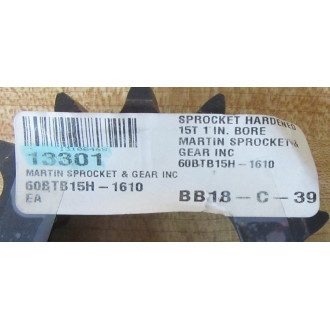 13301
MARTIN SPROCKET & GEAR INC
60BTB15H-1610
EA
SPROCKET HARDENED
15T 1 IN. BORE
MARTIN SPROCKET &
GEAR INC
60BTB15H-1610
BB18-C-39